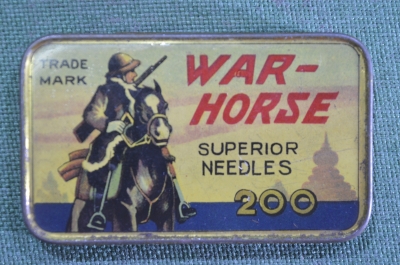 TRADE
MARK
WAR-
HORSE
SUPERIOR
NEEDLES
200